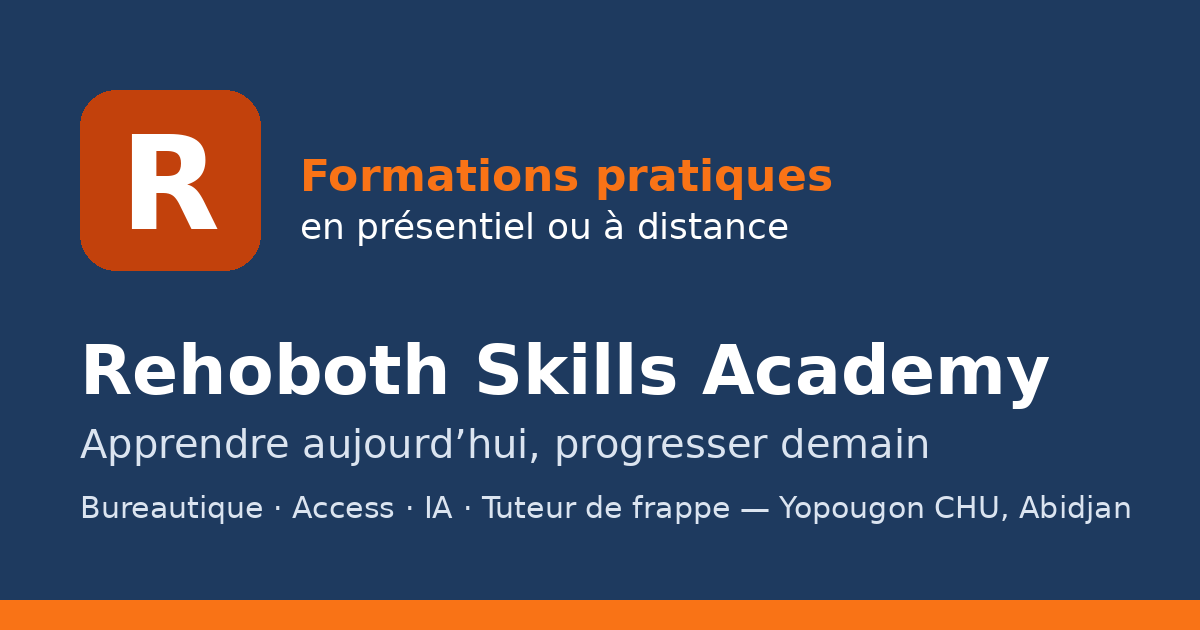 R
Formations pratiques
en présentiel ou à distance
Rehoboth Skills Academy
Apprendre aujourd’hui, progresser demain
Bureautique · Access · IA · Tuteur de frappe — Yopougon CHU, Abidjan